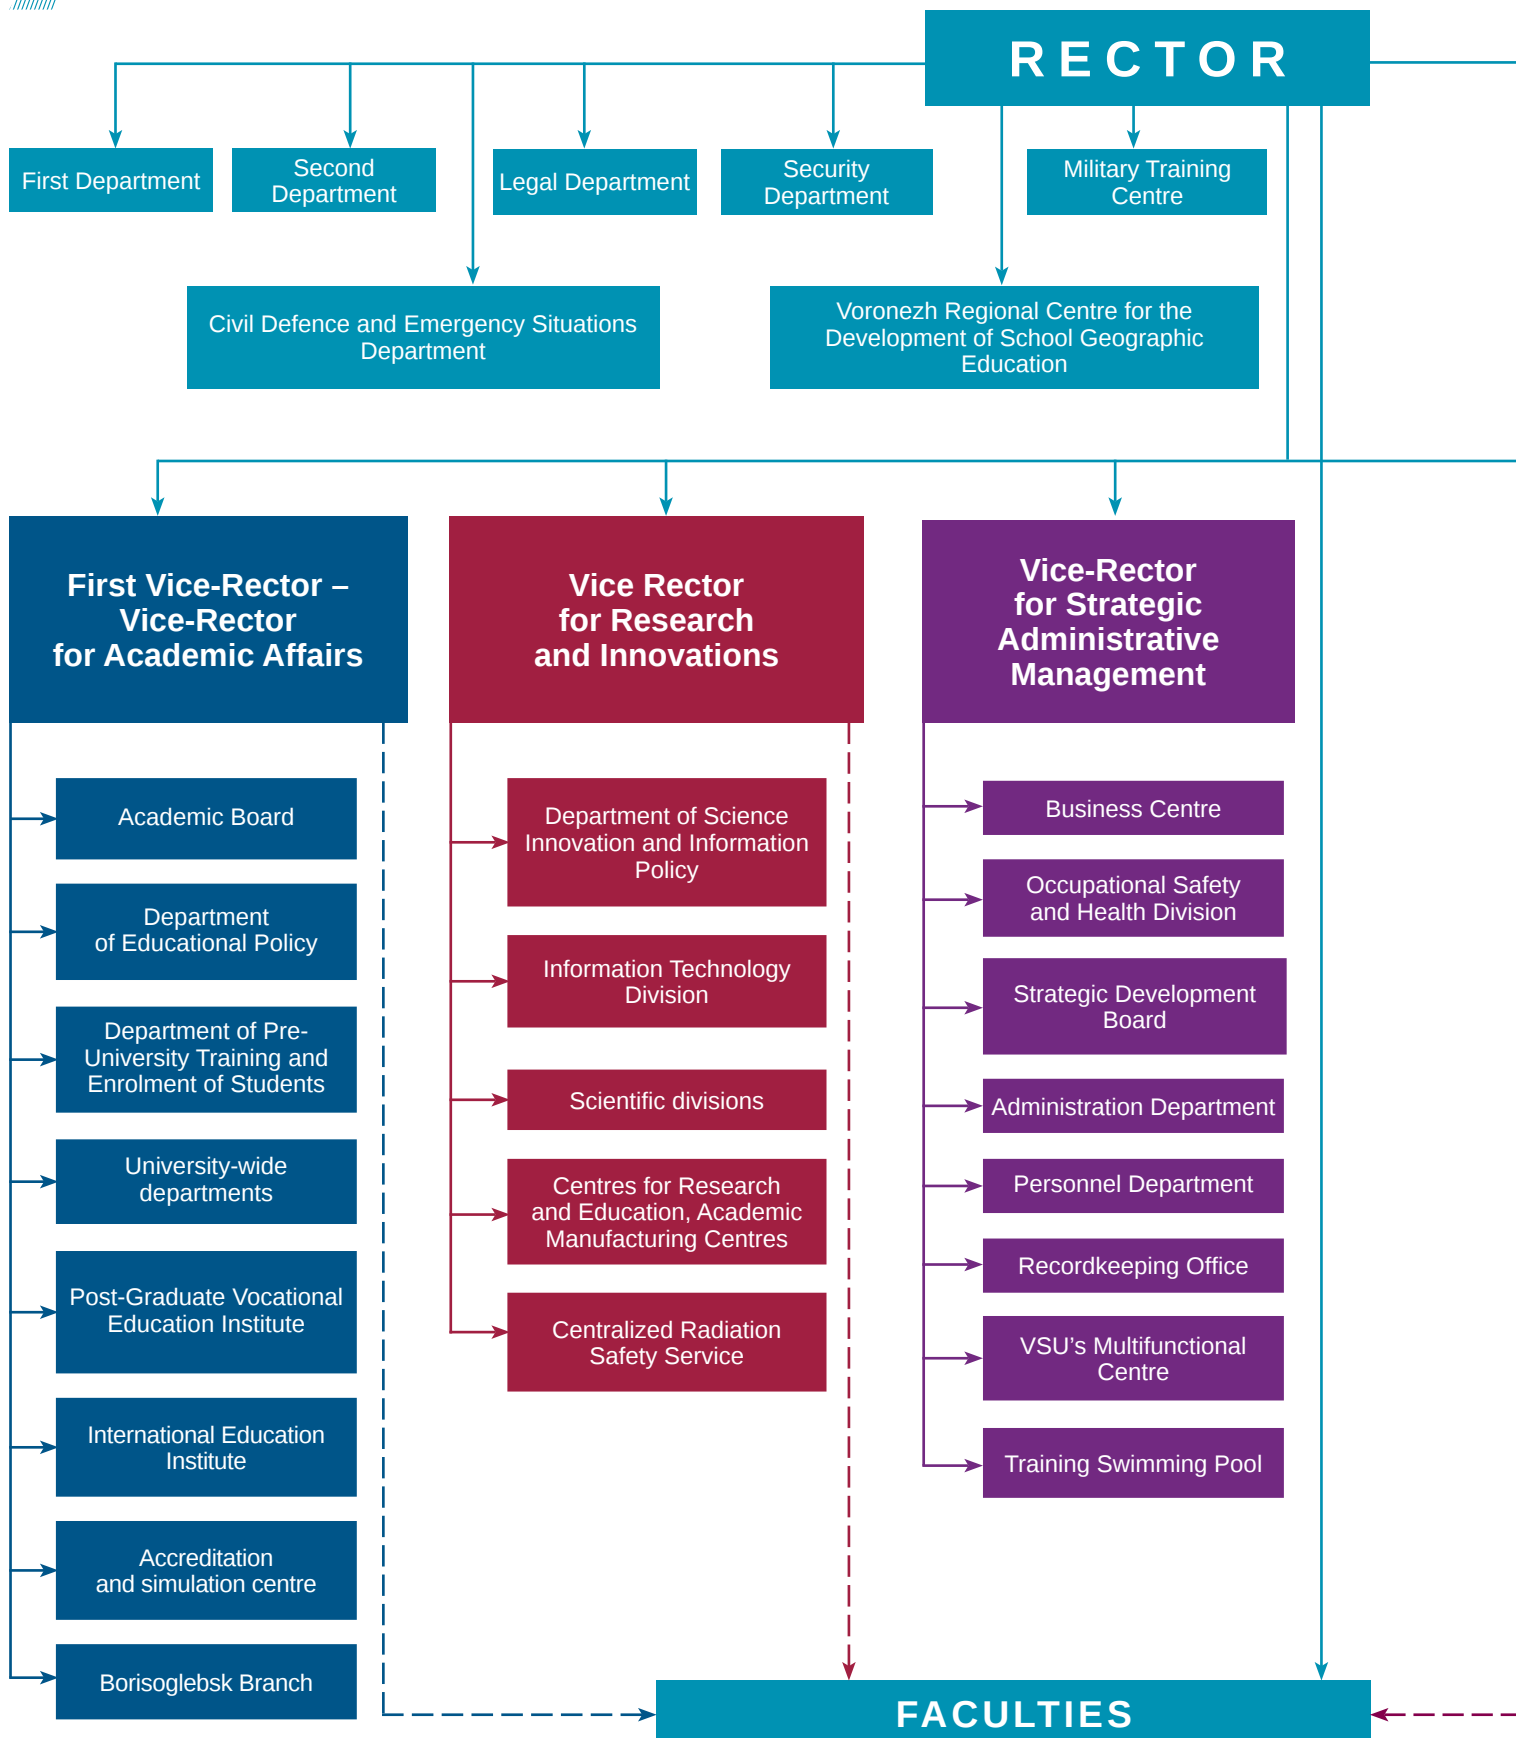 RECTOR
First Department
Second
Department
Legal Department
Security
Department
Military Training
Centre
Civil Defence and Emergency Situations
Department
Voronezh Regional Centre for the
Development of School Geographic
Education
First Vice-Rector –
Vice-Rector
for Academic Affairs
Vice Rector
for Research
and Innovations
Vice-Rector
for Strategic
Administrative
Management
Academic Board
Department
of Educational Policy
Department of Pre-
University Training and
Enrolment of Students
University-wide
departments
Post-Graduate Vocational
Education Institute
International Education
Institute
Accreditation
and simulation centre
Borisoglebsk Branch
Department of Science
Innovation and Information
Policy
Information Technology
Division
Scientific divisions
Centres for Research
and Education, Academic
Manufacturing Centres
Centralized Radiation
Safety Service
Business Centre
Occupational Safety
and Health Division
Strategic Development
Board
Administration Department
Personnel Department
Recordkeeping Office
VSU’s Multifunctional
Centre
Training Swimming Pool
FACULTIES